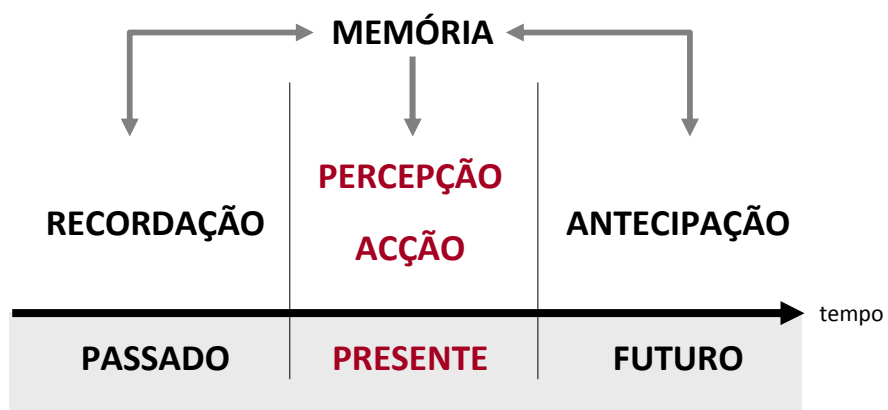 MEMÓRIA
PERCEPÇÃO
RECORDAÇÃO
ACÇÃO
ANTECIPAÇÃO
tempo
PASSADO
PRESENTE
FUTURO